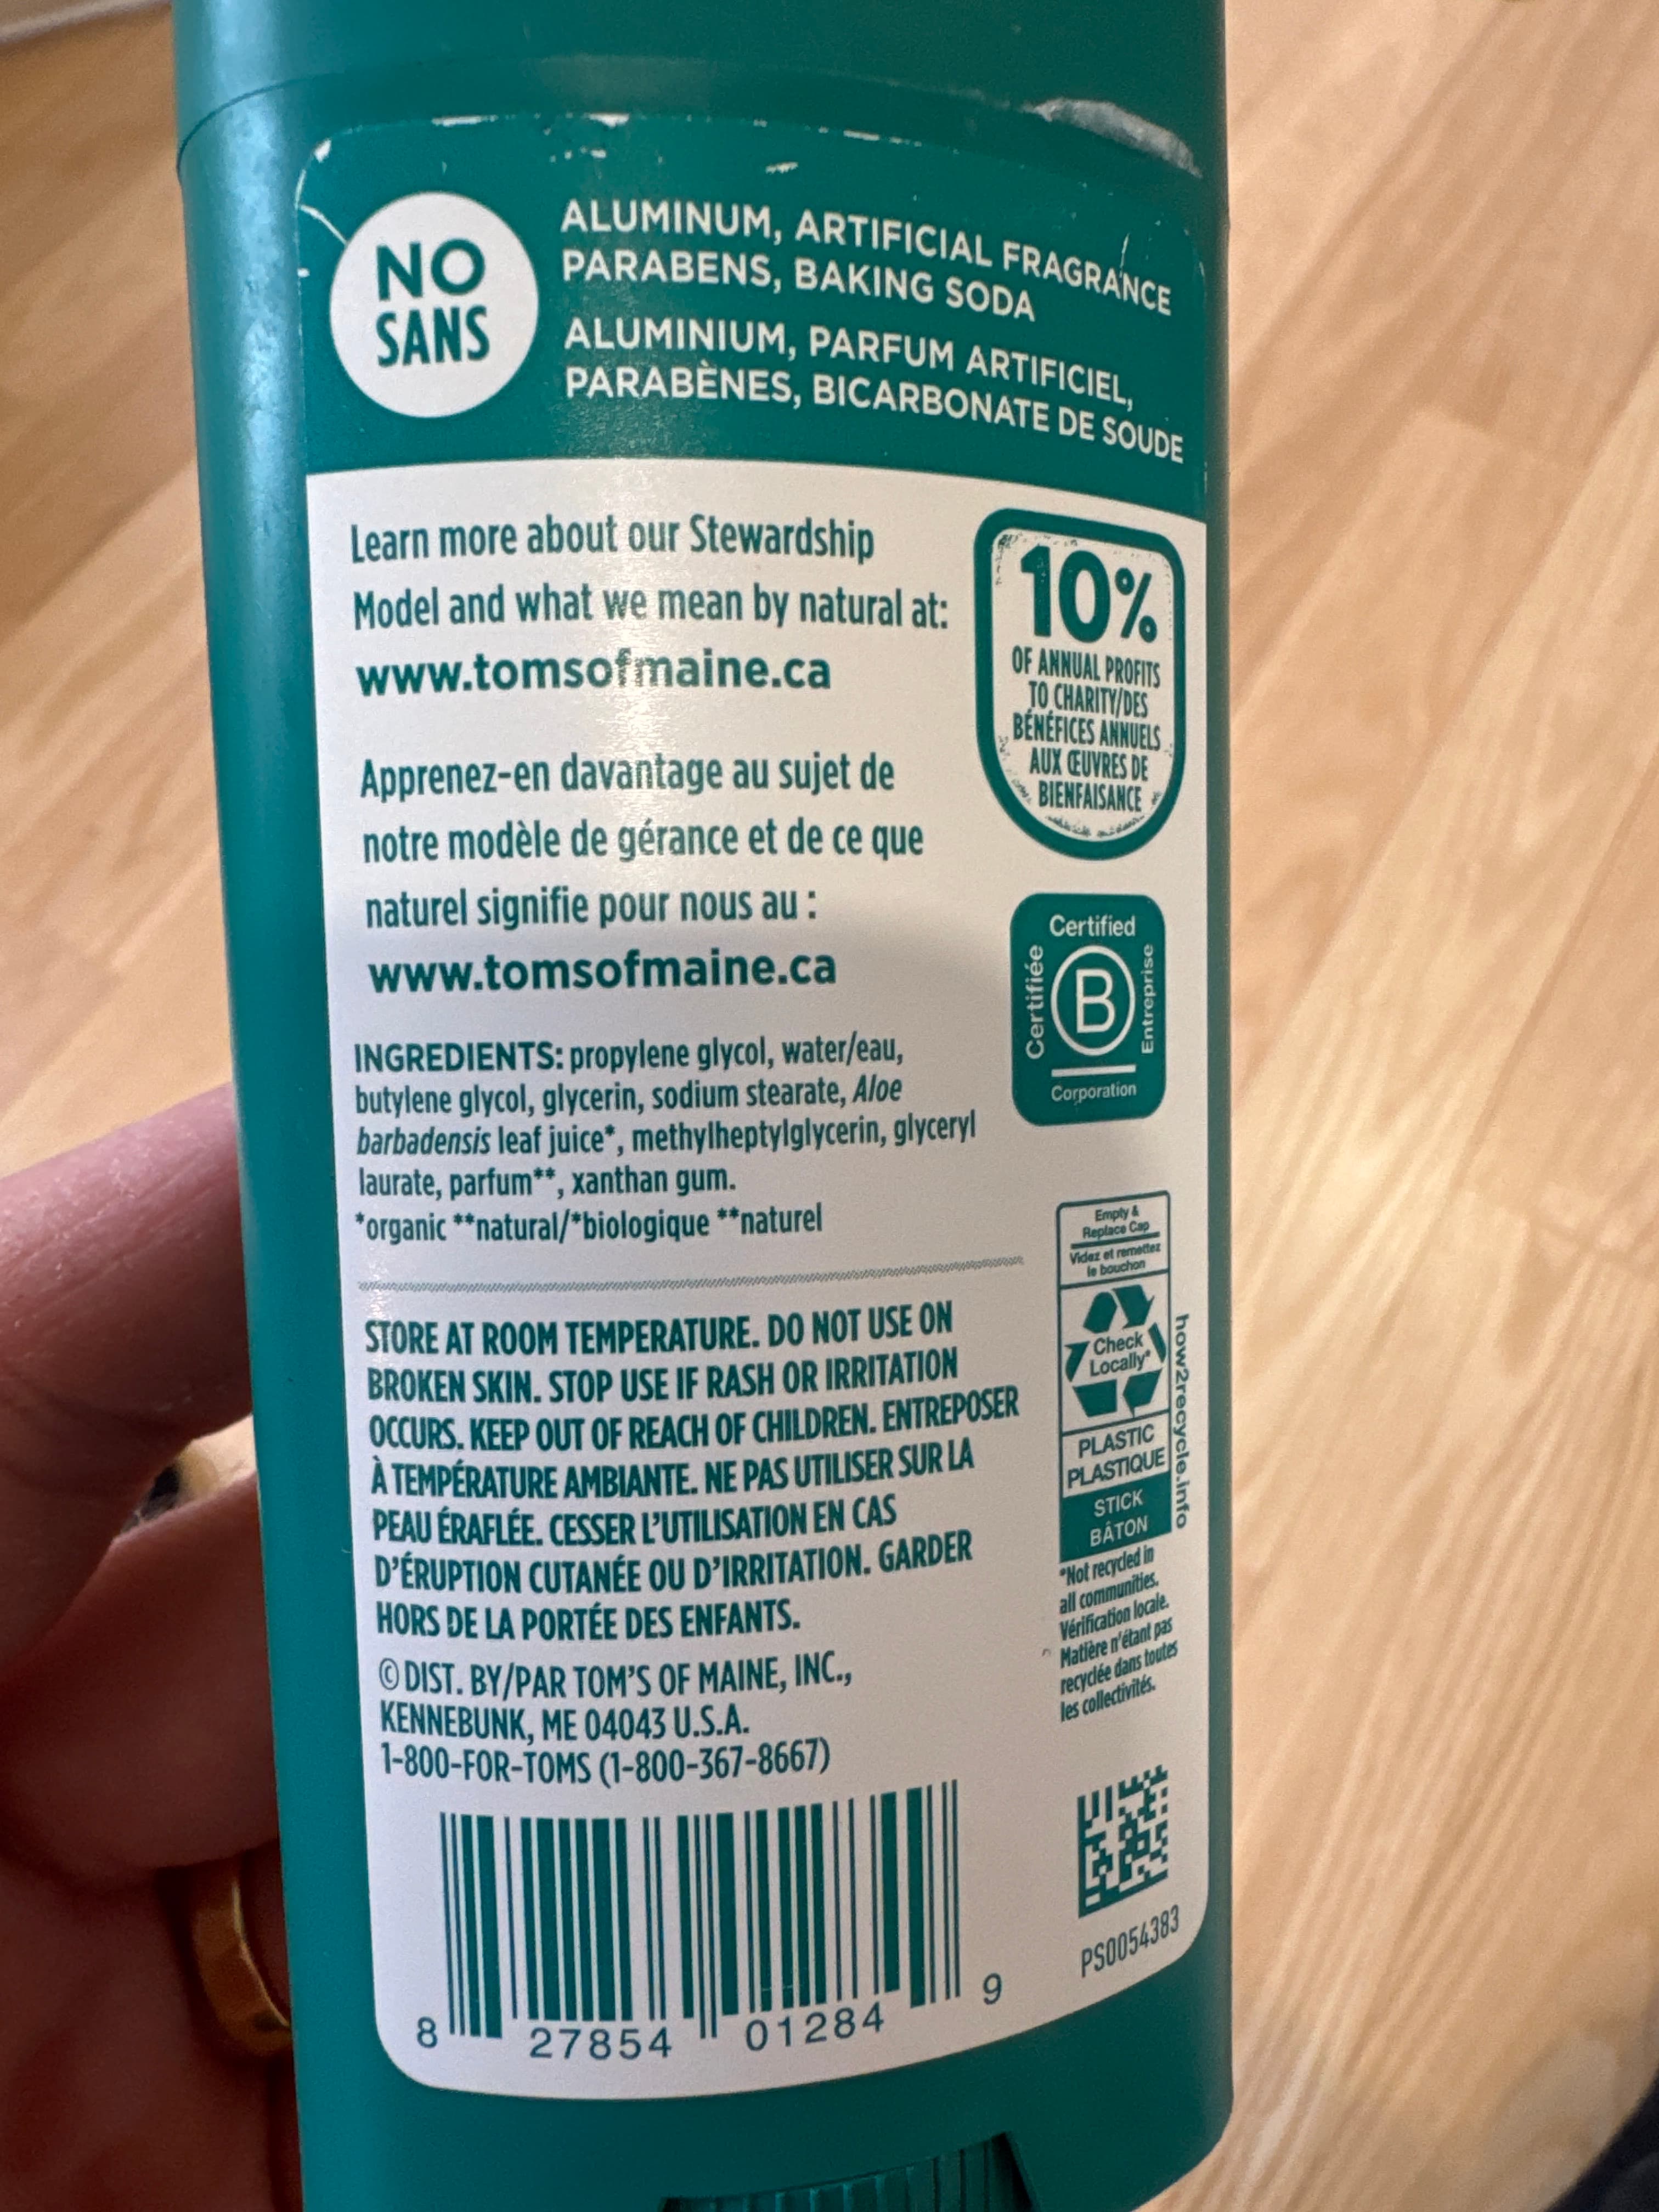 NO
SANS
ALUMINUM, ARTIFICIAL FRAGRANCE
PARABENS, BAKING SODA
ALUMINIUM, PARFUM ARTIFICIEL,
PARABÈNES, BICARBONATE DE SOUDE
Learn more about our Stewardship
Model and what we mean by natural at:
www.tomsofmaine.ca
Apprenez-en davantage au sujet de
notre modèle de gérance et de ce que
naturel signifie pour nous au :
www.tomsofmaine.ca
10%
OF ANNUAL PROFITS
TO CHARITY/DES
BÉNÉFICES ANNUELS
AUX ŒUVRES DE
BIENFAISANCE
Certified
Certifiée
B
Entreprise
Corporation
INGREDIENTS: propylene glycol, water/eau,
butylene glycol, glycerin, sodium stearate, Aloe
barbadensis leaf juice*, methylheptylglycerin, glyceryl
laurate, parfum**, xanthan gum.
*organic **natural/*biologique **naturel
STORE AT ROOM TEMPERATURE. DO NOT USE ON
BROKEN SKIN. STOP USE IF RASH OR IRRITATION
OCCURS. KEEP OUT OF REACH OF CHILDREN. ENTREPOSER
À TEMPÉRATURE AMBIANTE. NE PAS UTILISER SUR LA
PEAU ÉRAFLÉE. CESSER L'UTILISATION EN CAS
D'ÉRUPTION CUTANÉE OU D'IRRITATION. GARDER
HORS DE LA PORTÉE DES ENFANTS.
© DIST. BY/PAR TOM'S OF MAINE, INC.,
KENNEBUNK, ME 04043 U.S.A.
1-800-FOR-TOMS (1-800-367-8667)
Empty &
Replace Cap
Videz et remettez
le bouchon
Check
Locally*
PLASTIC
PLASTIQUE
STICK
BÂTON
how2recycle.info
*Not recycled in
all communities.
Vérification locale.
Matière n'étant pas
recyclée dans toutes
les collectivités.
8 27854 01284 9
PS0054383